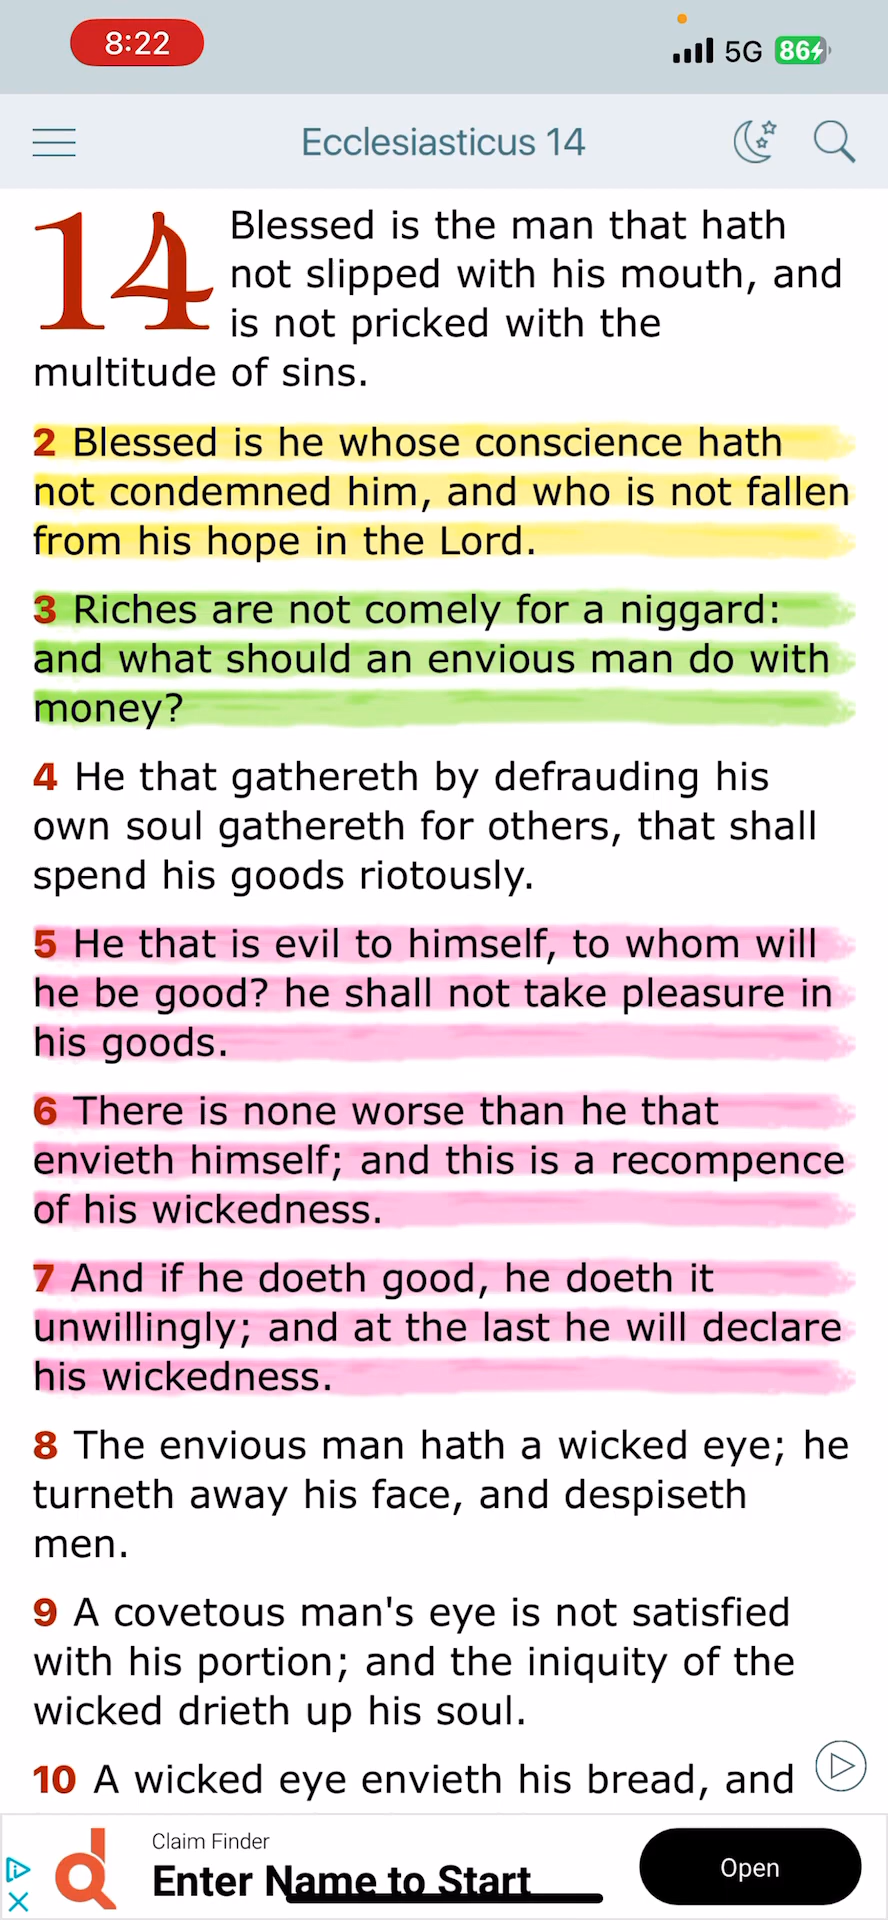 8:22
5G 86
Ecclesiasticus 14
14 Blessed is the man that hath
not slipped with his mouth, and
is not pricked with the
multitude of sins.
2 Blessed is he whose conscience hath
not condemned him, and who is not fallen
from his hope in the Lord.
3 Riches are not comely for a niggard:
and what should an envious man do with
money?
4 He that gathereth by defrauding his
own soul gathereth for others, that shall
spend his goods riotously.
5 He that is evil to himself, to whom will
he be good? he shall not take pleasure in
his goods.
6 There is none worse than he that
envieth himself; and this is a recompence
of his wickedness.
7 And if he doeth good, he doeth it
unwillingly; and at the last he will declare
his wickedness.
8 The envious man hath a wicked eye; he
turneth away his face, and despiseth
men.
9 A covetous man's eye is not satisfied
with his portion; and the iniquity of the
wicked drieth up his soul.
10 A wicked eye envieth his bread, and
Claim Finder
Enter Name to Start
Open